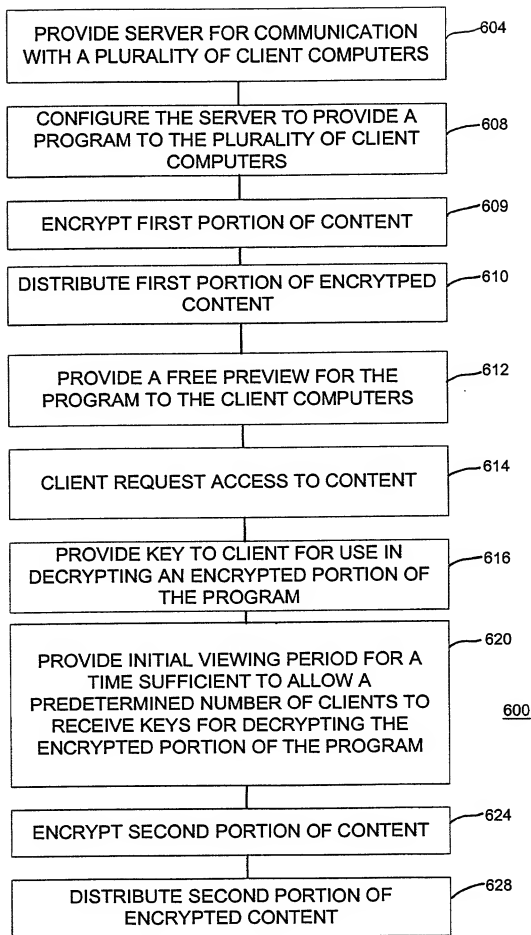 PROVIDE SERVER FOR COMMUNICATION
WITH A PLURALITY OF CLIENT COMPUTERS
604
CONFIGURE THE SERVER TO PROVIDE A
PROGRAM TO THE PLURALITY OF CLIENT
COMPUTERS
608
ENCRYPT FIRST PORTION OF CONTENT
609
DISTRIBUTE FIRST PORTION OF ENCRYTPED
CONTENT
610
PROVIDE A FREE PREVIEW FOR THE
PROGRAM TO THE CLIENT COMPUTERS
612
CLIENT REQUEST ACCESS TO CONTENT
614
PROVIDE KEY TO CLIENT FOR USE IN
DECRYPTING AN ENCRYPTED PORTION OF
THE PROGRAM
616
PROVIDE INITIAL VIEWING PERIOD FOR A
TIME SUFFICIENT TO ALLOW A
PREDETERMINED NUMBER OF CLIENTS TO
RECEIVE KEYS FOR DECRYPTING THE
ENCRYPTED PORTION OF THE PROGRAM
620
600
ENCRYPT SECOND PORTION OF CONTENT
624
DISTRIBUTE SECOND PORTION OF
ENCRYPTED CONTENT
628